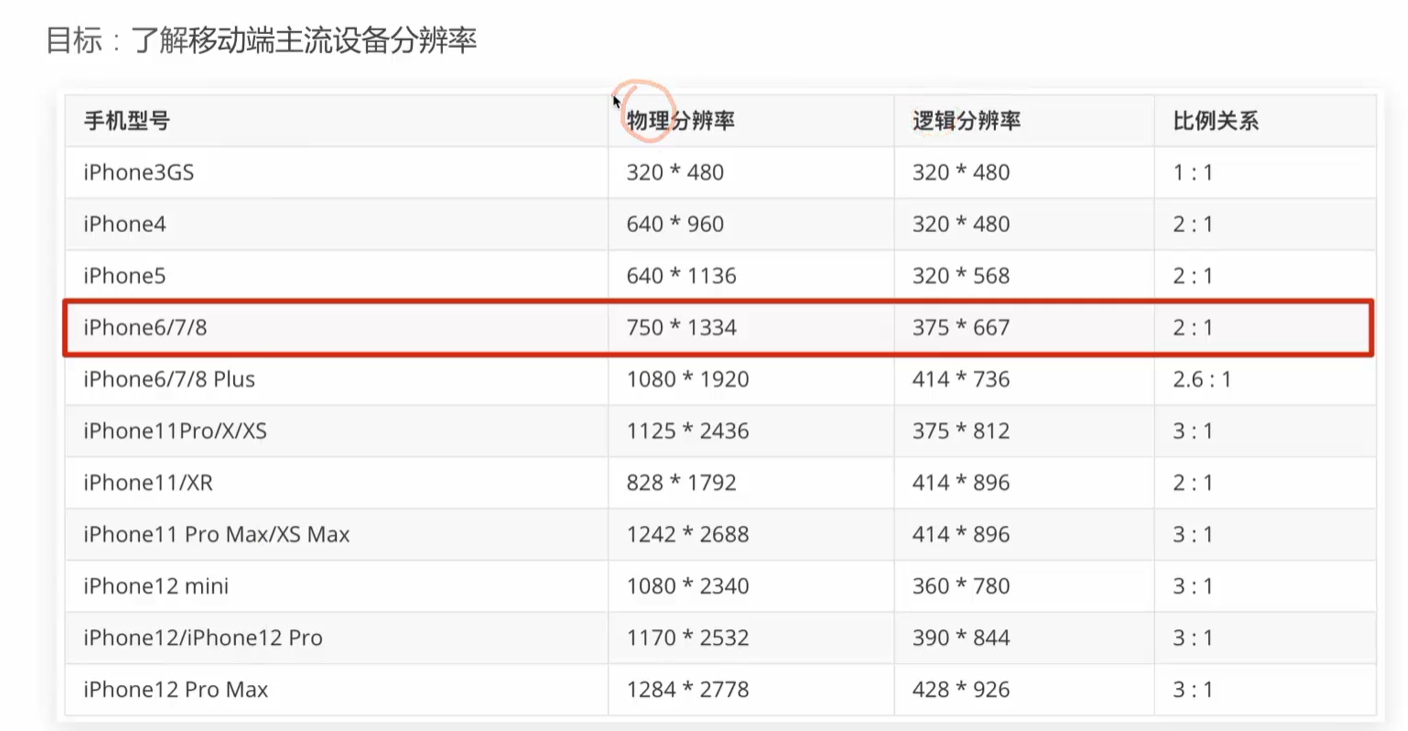 目标：了解移动端主流设备分辨率
手机型号 物理分辨率 逻辑分辨率 比例关系
iPhone3GS 320 * 480 320 * 480 1 : 1
iPhone4 640 * 960 320 * 480 2 : 1
iPhone5 640 * 1136 320 * 568 2 : 1
iPhone6/7/8 750 * 1334 375 * 667 2 : 1
iPhone6/7/8 Plus 1080 * 1920 414 * 736 2.6 : 1
iPhone11Pro/X/XS 1125 * 2436 375 * 812 3 : 1
iPhone11/XR 828 * 1792 414 * 896 2 : 1
iPhone11 Pro Max/XS Max 1242 * 2688 414 * 896 3 : 1
iPhone12 mini 1080 * 2340 360 * 780 3 : 1
iPhone12/iPhone12 Pro 1170 * 2532 390 * 844 3 : 1
iPhone12 Pro Max 1284 * 2778 428 * 926 3 : 1